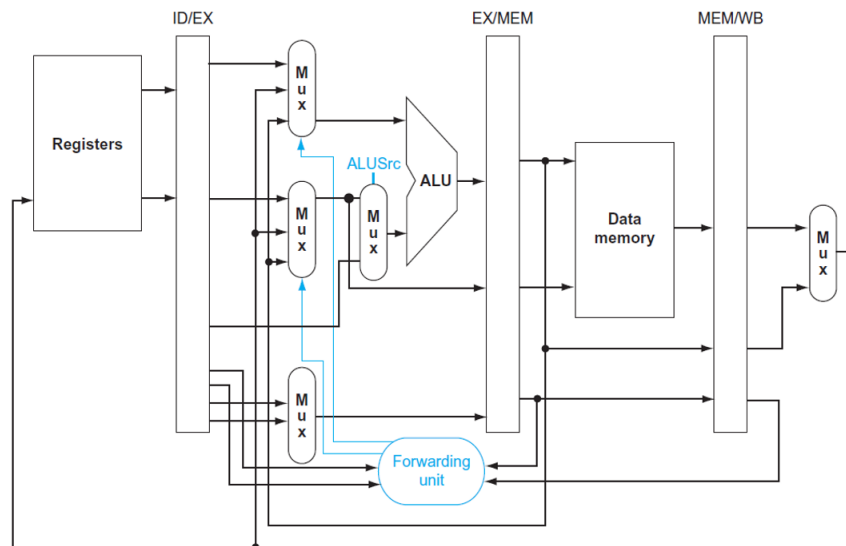 ID/EX
EX/MEM
MEM/WB
M
u
x
Registers
ALUSrc
ALU
M
u
x
M
u
x
Data
memory
M
u
x
M
u
x
Forwarding
unit